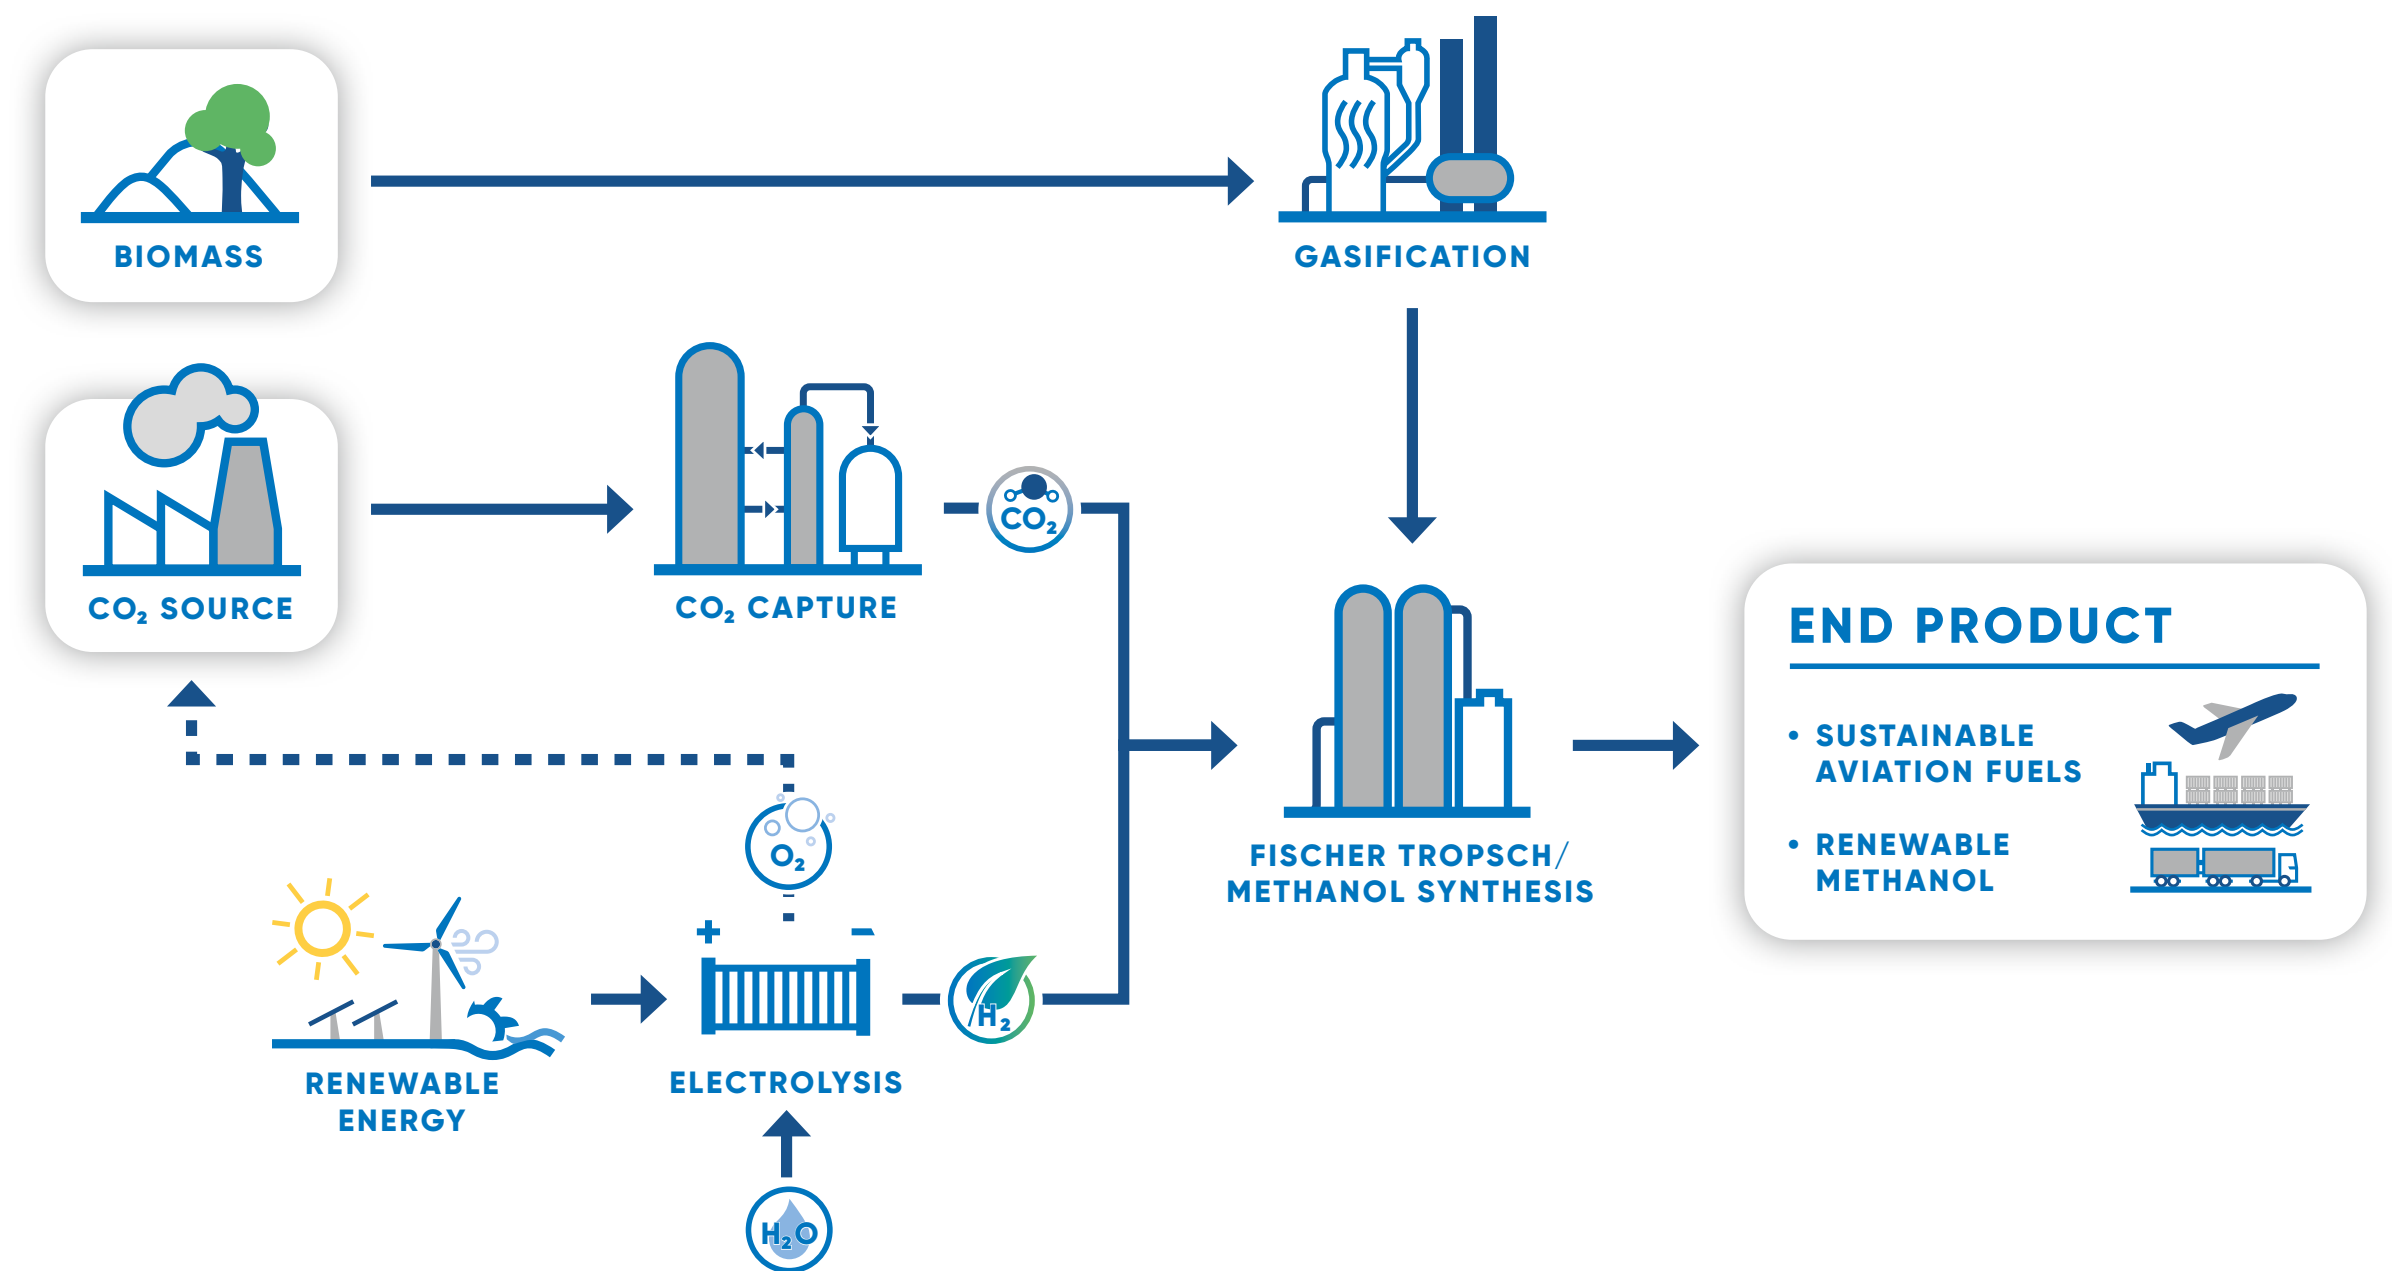 BIOMASS
GASIFICATION
CO₂
CO₂ SOURCE
CO₂ CAPTURE
END PRODUCT
• SUSTAINABLE
AVIATION FUELS
• RENEWABLE
METHANOL
FISCHER TROPSCH/
METHANOL SYNTHESIS
O₂
+ −
H₂
RENEWABLE
ENERGY
ELECTROLYSIS
H₂O